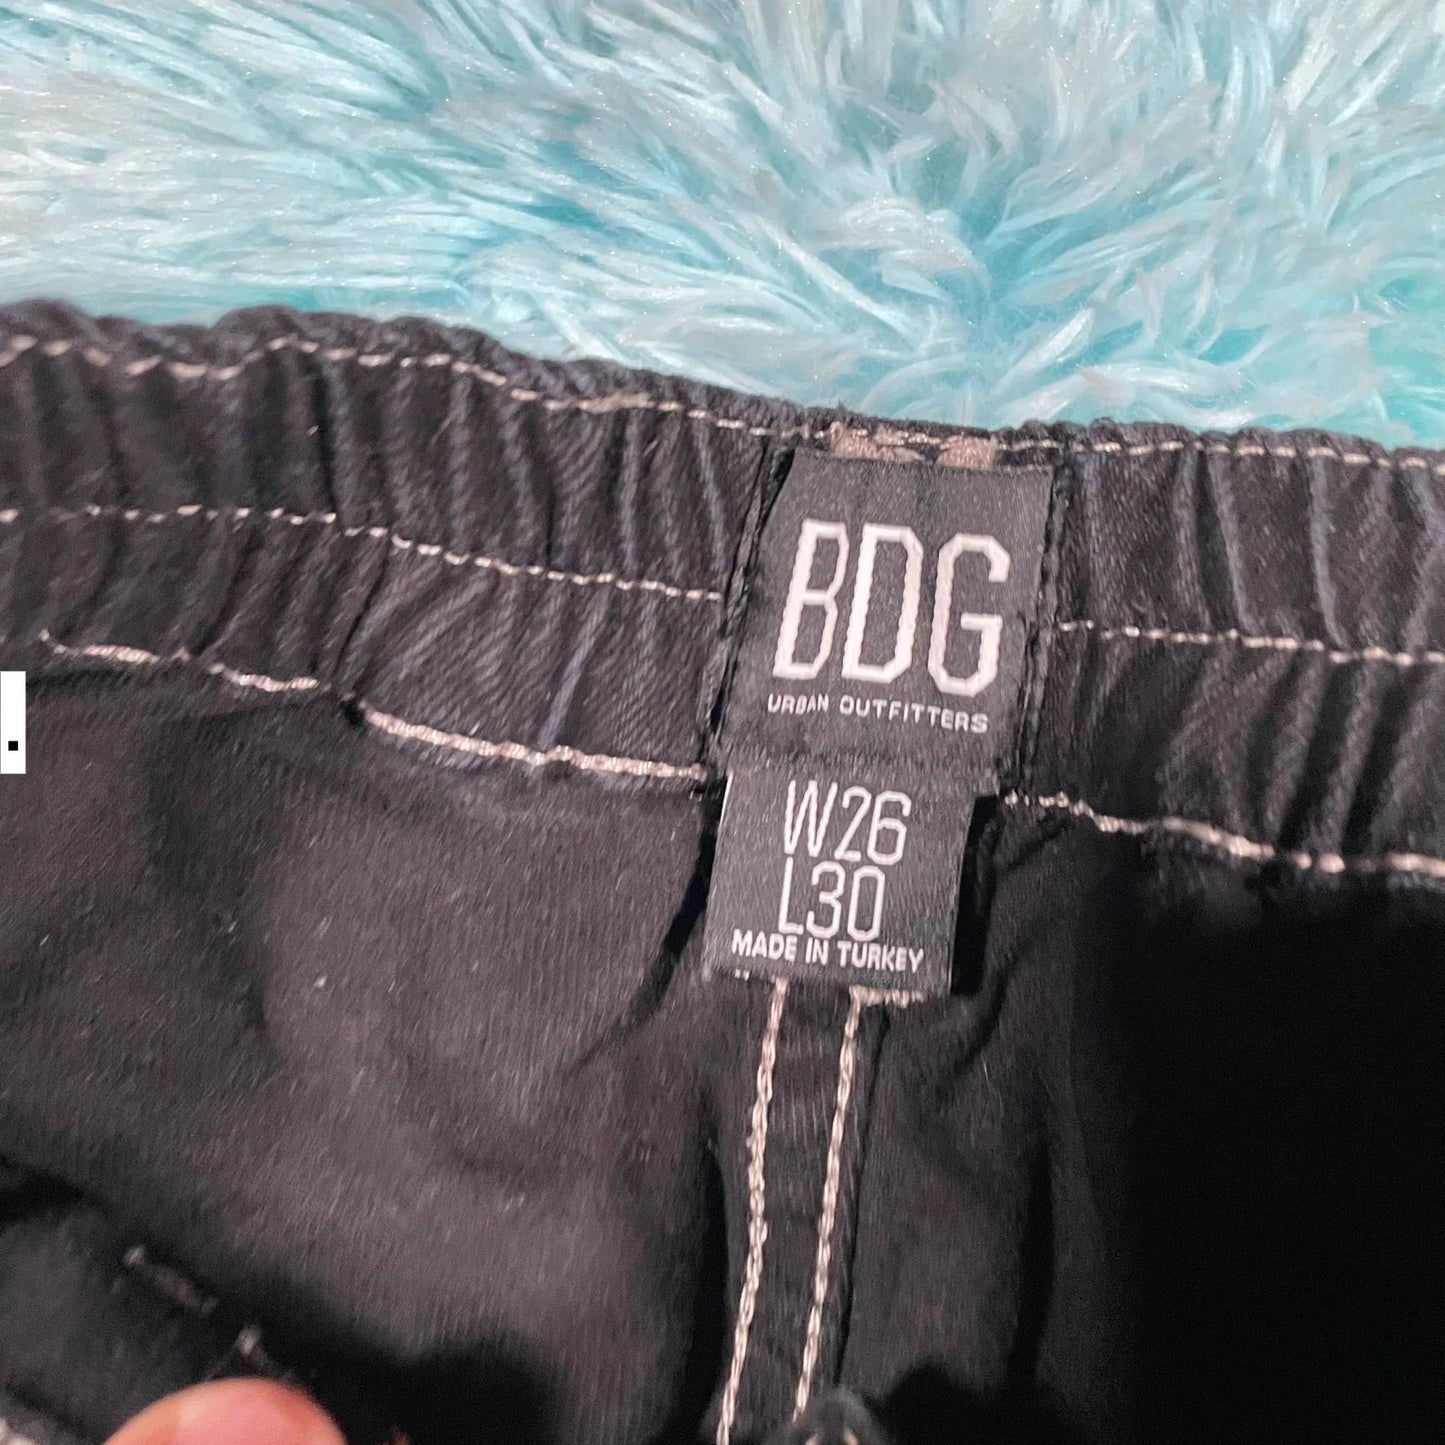 BDG
URBAN OUTFITTERS
W26
L30
MADE IN TURKEY
.